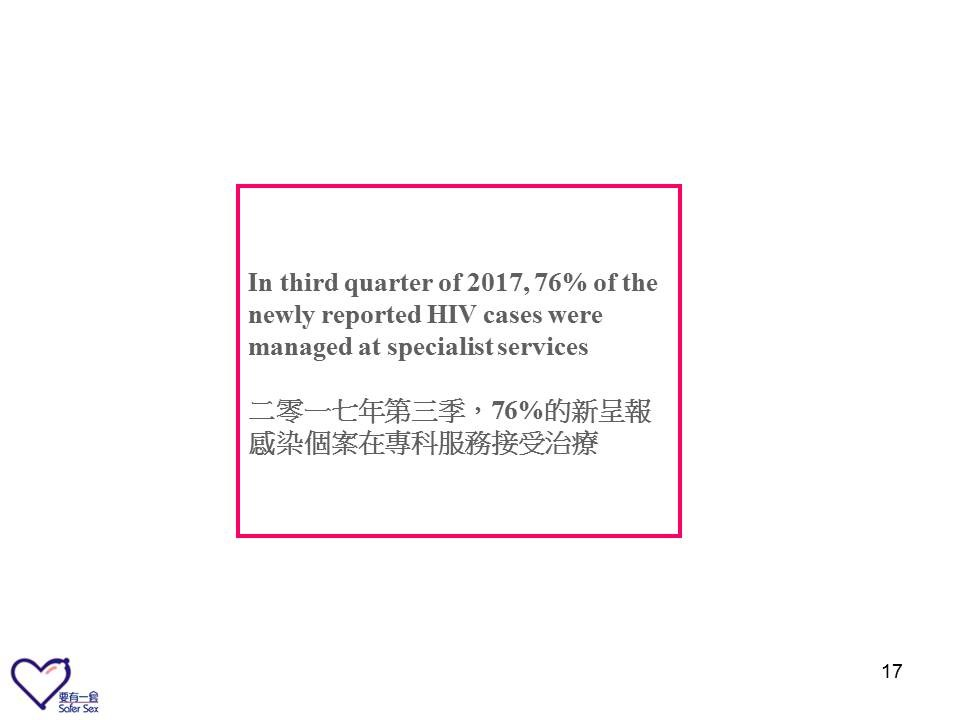 In third quarter of 2017, 76% of the
newly reported HIV cases were
managed at specialist services
二零一七年第三季，76%的新呈報
感染個案在專科服務接受治療
17
要有一套
Safer Sex